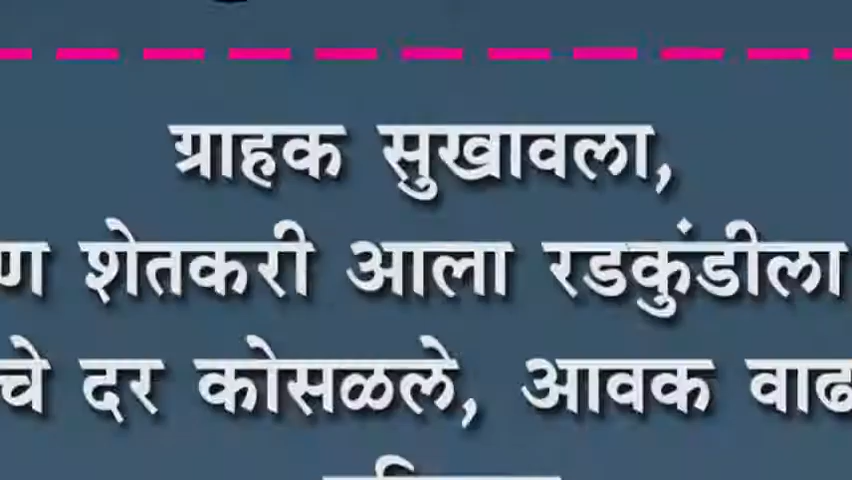 ग्राहक सुखावला,
शेतकरी आला रडकुंडीला
चे दर कोसळले, आवक